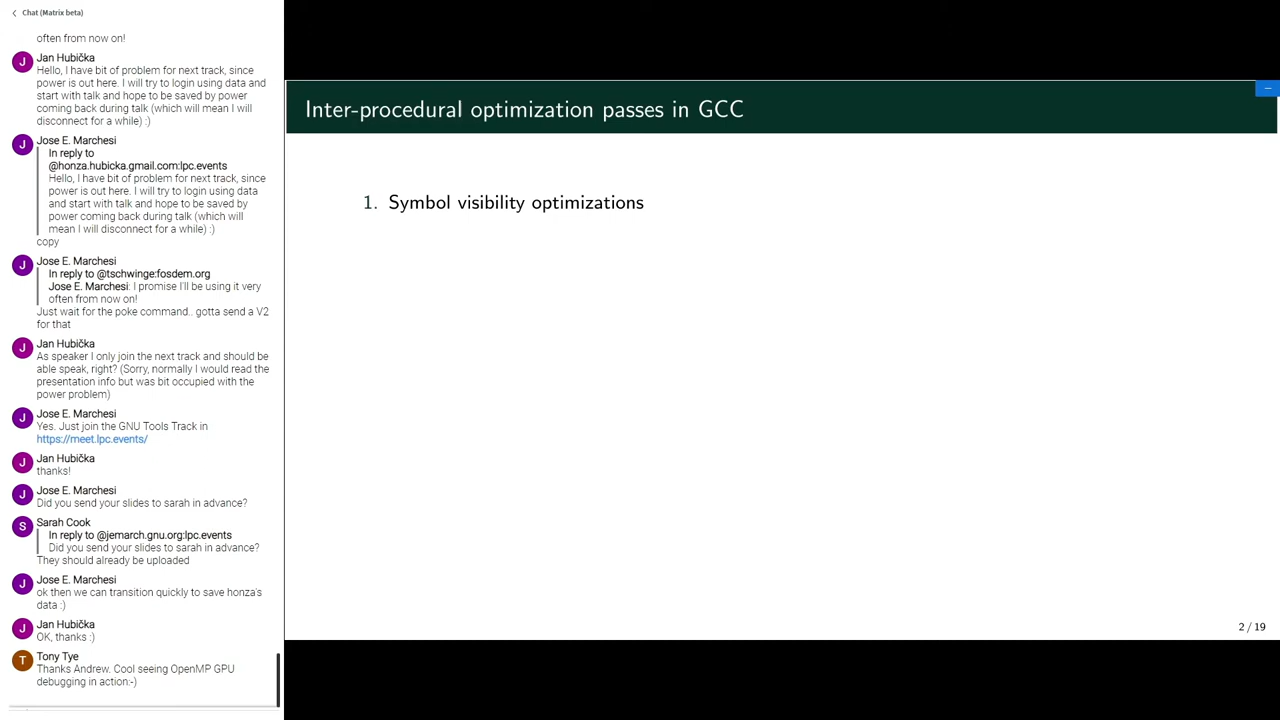 Chat (Matrix beta)
often from now on!
J
Jan Hubička
Hello, I have bit of problem for next track, since
power is out here. I will try to login using data and
start with talk and hope to be saved by power
coming back during talk (which will mean I will
disconnect for a while) :)
J
Jose E. Marchesi
In reply to
@honza.hubicka.gmail.com:lpc.events
Hello, I have bit of problem for next track, since
power is out here. I will try to login using data
and start with talk and hope to be saved by
power coming back during talk (which will
mean I will disconnect for a while) :)
copy
J
Jose E. Marchesi
In reply to @tschwinge:fosdem.org
Jose E. Marchesi: I promise I'll be using it very
often from now on!
Just wait for the poke command.. gotta send a V2
for that
J
Jan Hubička
As speaker I only join the next track and should be
able speak, right? (Sorry, normally I would read the
presentation info but was bit occupied with the
power problem)
J
Jose E. Marchesi
Yes. Just join the GNU Tools Track in
https://meet.lpc.events/
J
Jan Hubička
thanks!
J
Jose E. Marchesi
Did you send your slides to sarah in advance?
S
Sarah Cook
In reply to @jemarch.gnu.org:lpc.events
Did you send your slides to sarah in advance?
They should already be uploaded
J
Jose E. Marchesi
ok then we can transition quickly to save honza's
data :)
J
Jan Hubička
OK, thanks :)
T
Tony Tye
Thanks Andrew. Cool seeing OpenMP GPU
debugging in action:-)
Inter-procedural optimization passes in GCC
1. Symbol visibility optimizations
2 / 19